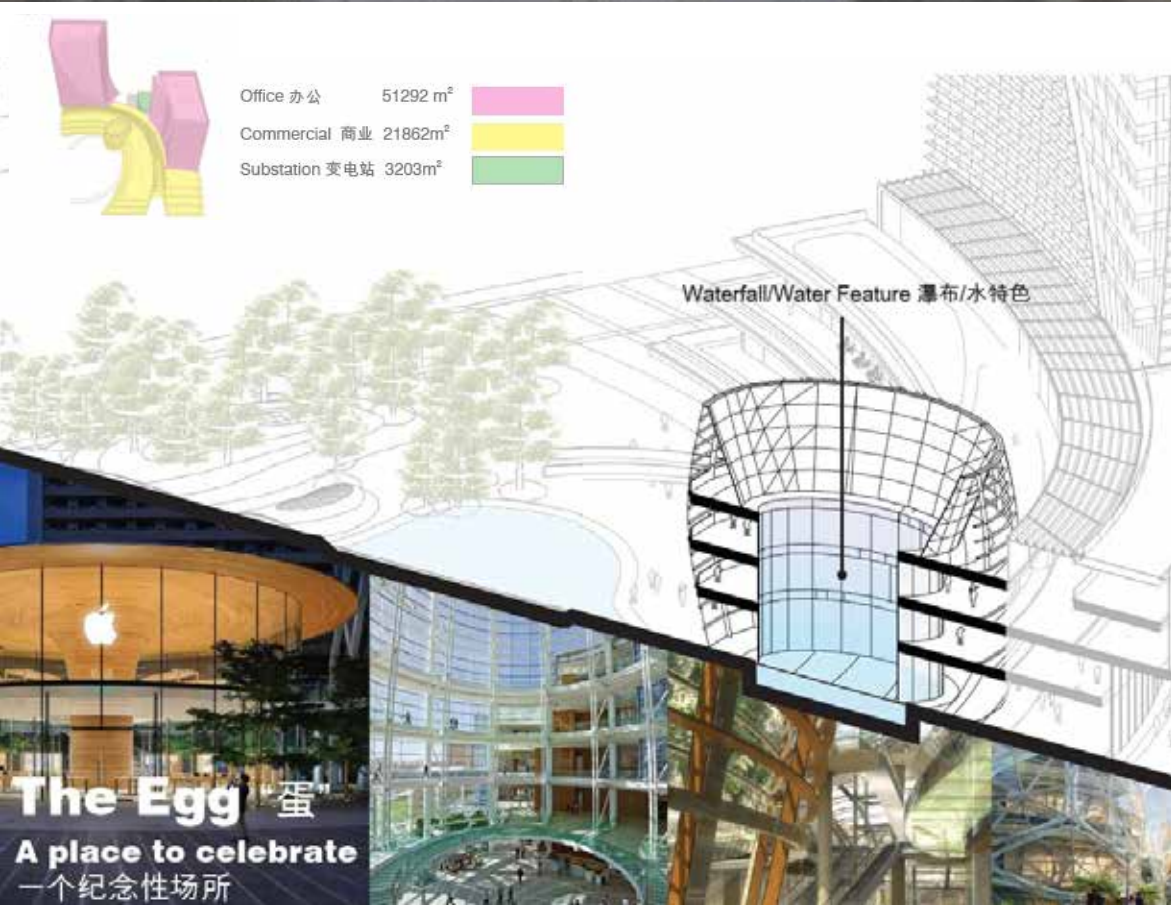 Office 办公 51292 m²
Commercial 商业 21862m²
Substation 变电站 3203m²
Waterfall/Water Feature 瀑布/水特色
The Egg "蛋"
A place to celebrate
一个纪念性场所